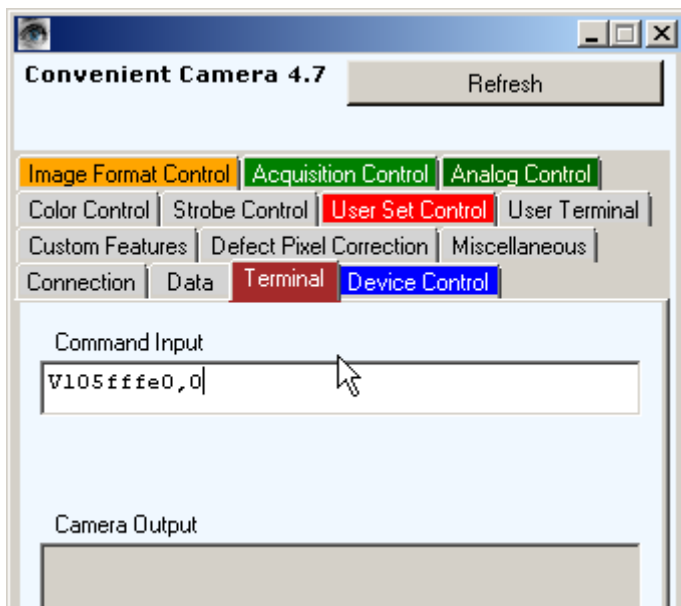 Convenient Camera 4.7
Refresh
Image Format Control Acquisition Control Analog Control
Color Control Strobe Control User Set Control User Terminal
Custom Features Defect Pixel Correction Miscellaneous
Connection Data Terminal Device Control
Command Input
V105fffe0,0
Camera Output